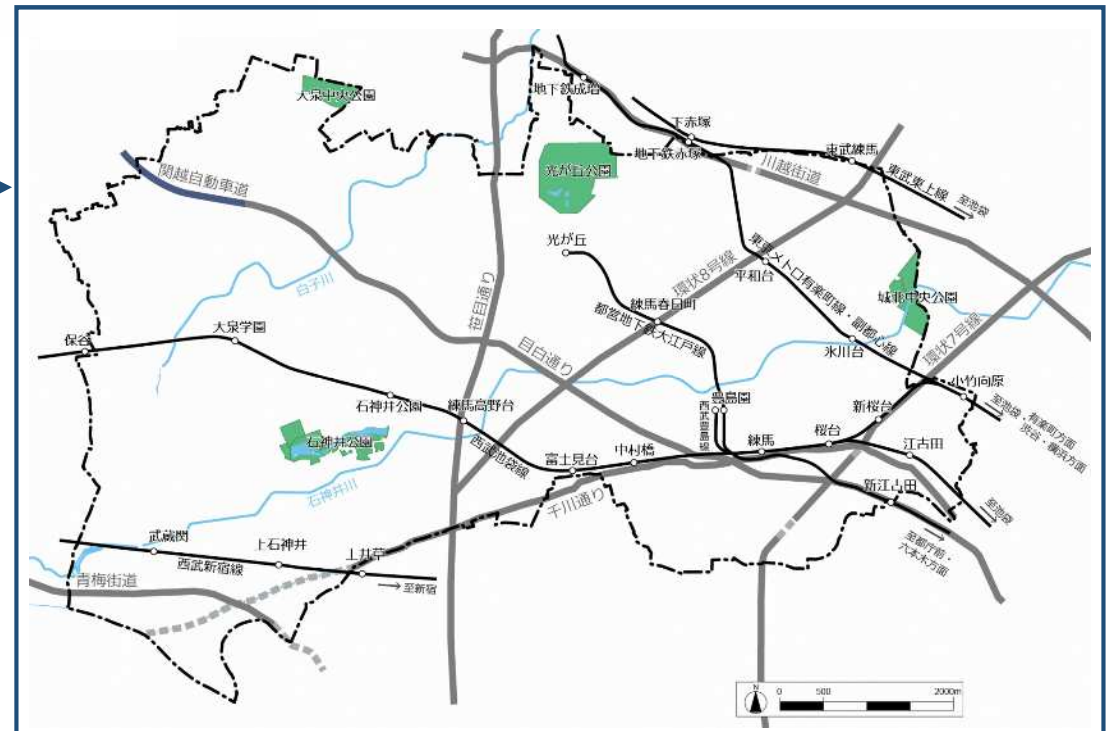 大泉中央公園
地下鉄成増
下赤塚
地下鉄赤塚
東武練馬
川越街道
東武東上線
至池袋
光が丘公園
関越自動車道
光が丘
笹目通り
環状8号線
東京メトロ有楽町線・副都心線
平和台
城北中央公園
白子川
練馬春日町
都営地下鉄大江戸線
保谷
大泉学園
目白通り
氷川台
環状7号線
小竹向原
至池袋・有楽町方面
渋谷・横浜方面
石神井公園
練馬高野台
豊島園
西武豊島線
新桜台
石神井公園
西武池袋線
富士見台
中村橋
練馬
桜台
江古田
石神井川
千川通り
新江古田
至池袋
武蔵関
上石神井
上井草
西武新宿線
至新宿
至都庁前・
六本木方面
青梅街道
N
0 500 2000m